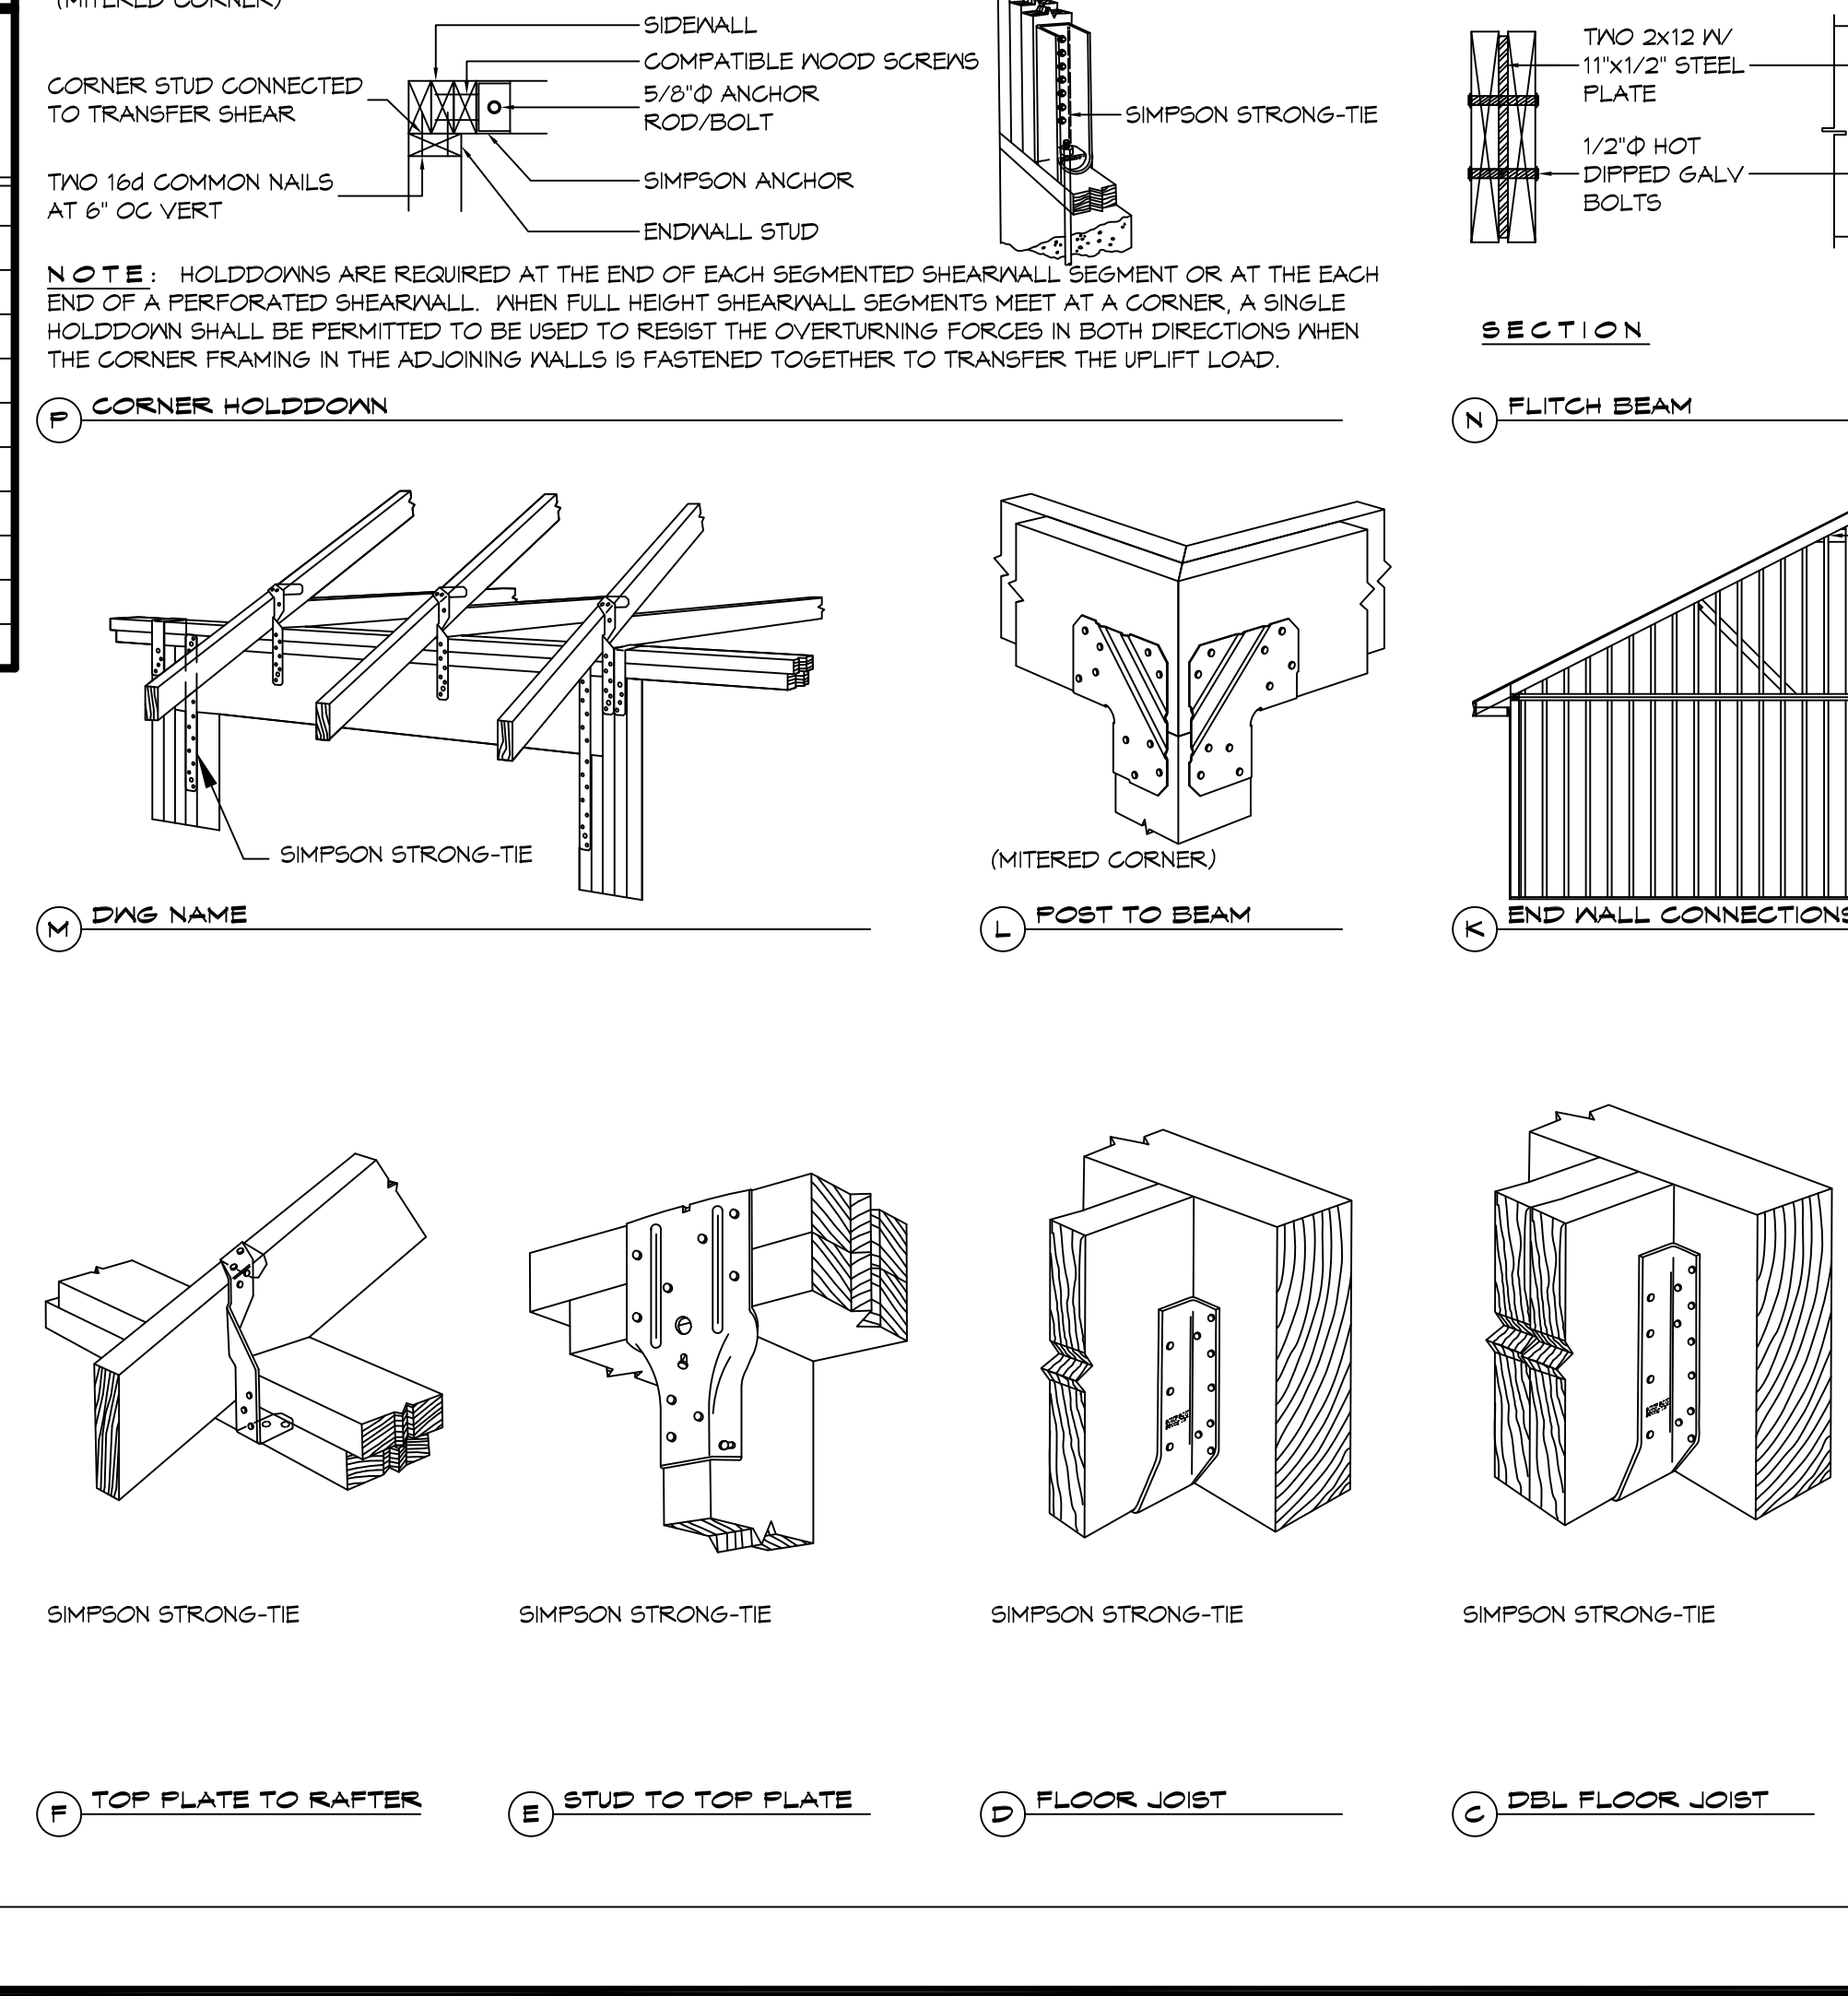 SIDEWALL
COMPATIBLE WOOD SCREWS
CORNER STUD CONNECTED
TO TRANSFER SHEAR
5/8"Φ ANCHOR
ROD/BOLT
TWO 16d COMMON NAILS
AT 6" OC VERT
SIMPSON ANCHOR
ENDWALL STUD
SIMPSON STRONG-TIE
NOTE: HOLDDOWNS ARE REQUIRED AT THE END OF EACH SEGMENTED SHEARWALL SEGMENT OR AT THE EACH
END OF A PERFORATED SHEARWALL. WHEN FULL HEIGHT SHEARWALL SEGMENTS MEET AT A CORNER, A SINGLE
HOLDDOWN SHALL BE PERMITTED TO BE USED TO RESIST THE OVERTURNING FORCES IN BOTH DIRECTIONS WHEN
THE CORNER FRAMING IN THE ADJOINING WALLS IS FASTENED TOGETHER TO TRANSFER THE UPLIFT LOAD.
P CORNER HOLDDOWN
TWO 2x12 W/
11"x1/2" STEEL
PLATE
1/2"Φ HOT
DIPPED GALV
BOLTS
SECTION
N FLITCH BEAM
SIMPSON STRONG-TIE
M DWG NAME
(MITERED CORNER)
L POST TO BEAM
K END WALL CONNECTIONS
SIMPSON STRONG-TIE
F TOP PLATE TO RAFTER
SIMPSON STRONG-TIE
E STUD TO TOP PLATE
SIMPSON STRONG-TIE
D FLOOR JOIST
SIMPSON STRONG-TIE
C DBL FLOOR JOIST